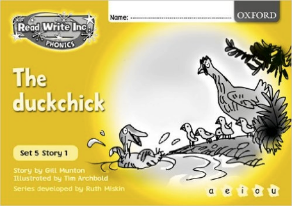 Read Write Inc.
PHONICS
Name:
OXFORD
The
duckchick
Set 5 Story 1
Story by Gill Munton
Illustrated by Tim Archbold
Series developed by Ruth Miskin
a e i o u